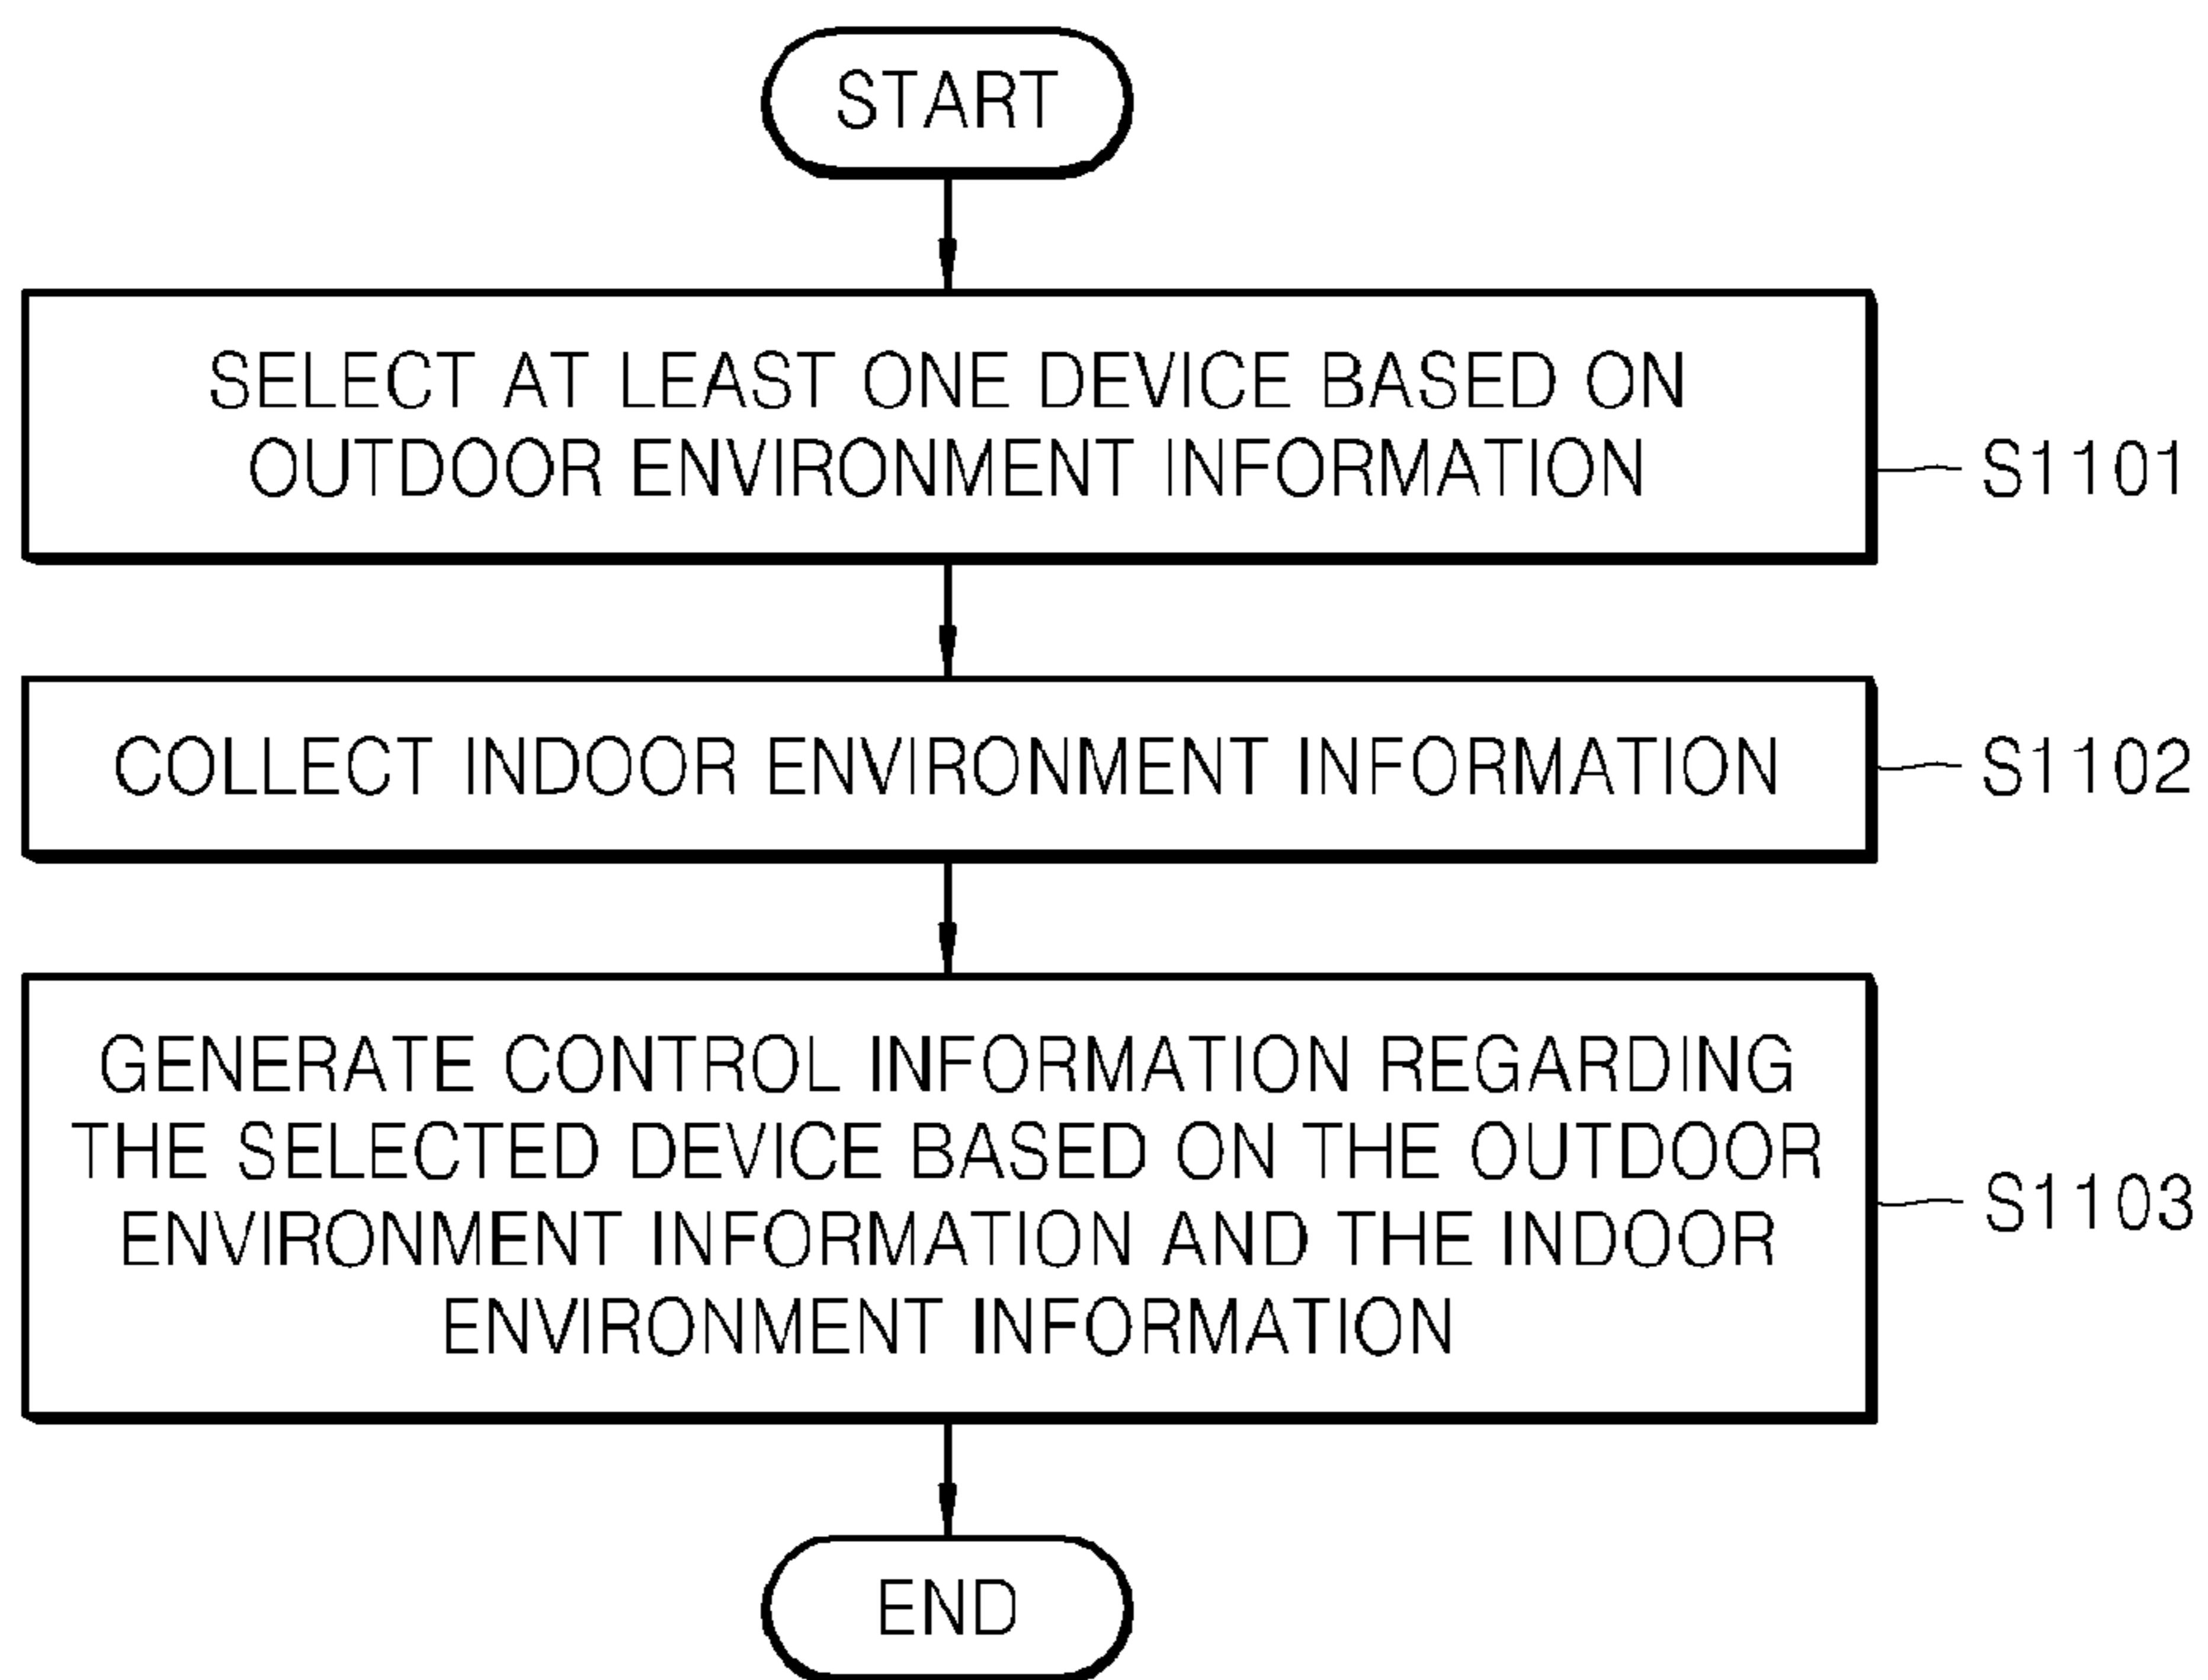 START
SELECT AT LEAST ONE DEVICE BASED ON
OUTDOOR ENVIRONMENT INFORMATION
S1101
COLLECT INDOOR ENVIRONMENT INFORMATION
S1102
GENERATE CONTROL INFORMATION REGARDING
THE SELECTED DEVICE BASED ON THE OUTDOOR
ENVIRONMENT INFORMATION AND THE INDOOR
ENVIRONMENT INFORMATION
S1103
END